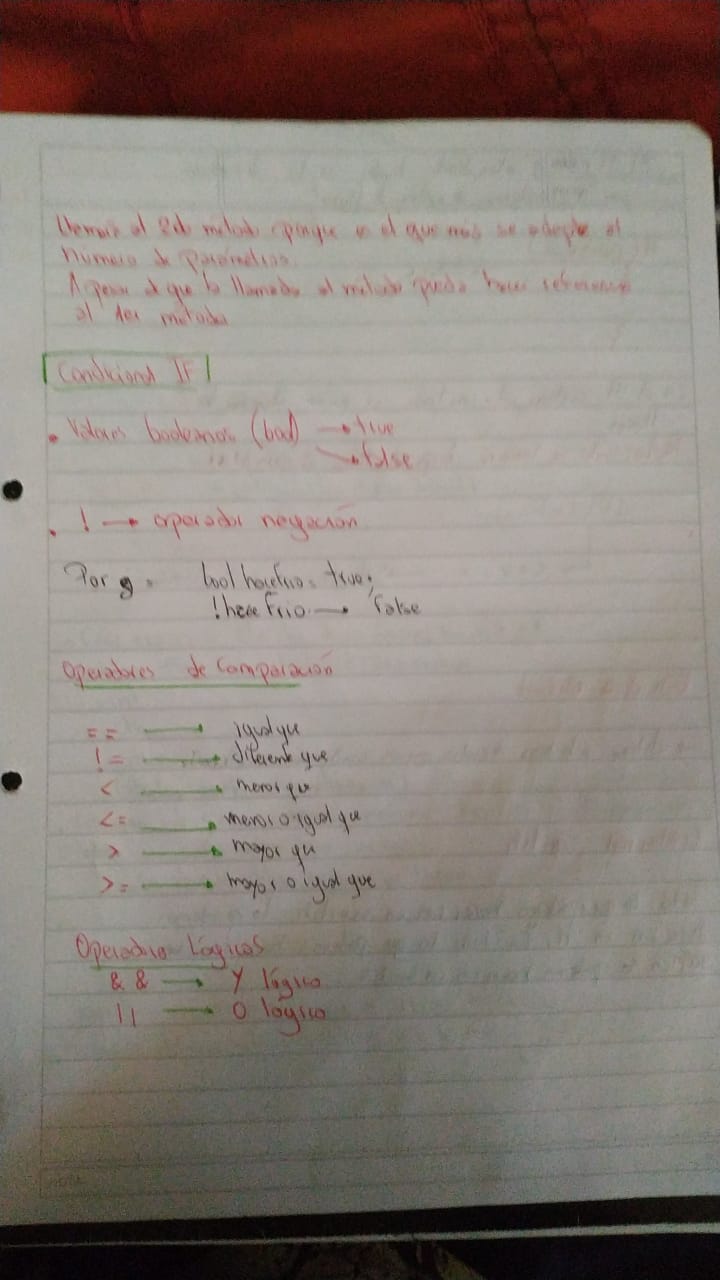 Llamará al 2do método porque es el que más se adapta al
número de parámetros.
A pesar de que la llamada al método pueda hacer referencia
al 1er método
Condicional IF
• Valores booleanos (bool) → true
→ false
• ! → operador negación
Por ej. bool haceFrio = true;
!haceFrio → false
Operadores de Comparación
== → igual que
!= → diferente que
< → menor que
<= → menor o igual que
> → mayor que
>= → mayor o igual que
Operadores Lógicos
&& → Y lógico
|| → O lógico